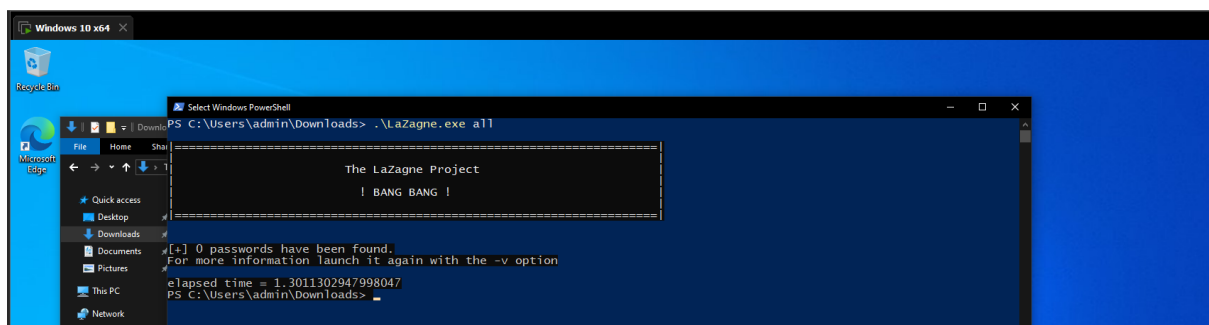 Windows 10 x64
Recycle Bin
Select Windows PowerShell
Microsoft
Edge
File Home
Quick access
Desktop
Downloads
Documents
Pictures
This PC
Network
PS C:\Users\admin\Downloads> .\LaZagne.exe all
|====================================================================|
The LaZagne Project
! BANG BANG !
|====================================================================|
[+] 0 passwords have been found.
For more information launch it again with the -v option
elapsed time = 1.3011302947998047
PS C:\Users\admin\Downloads>